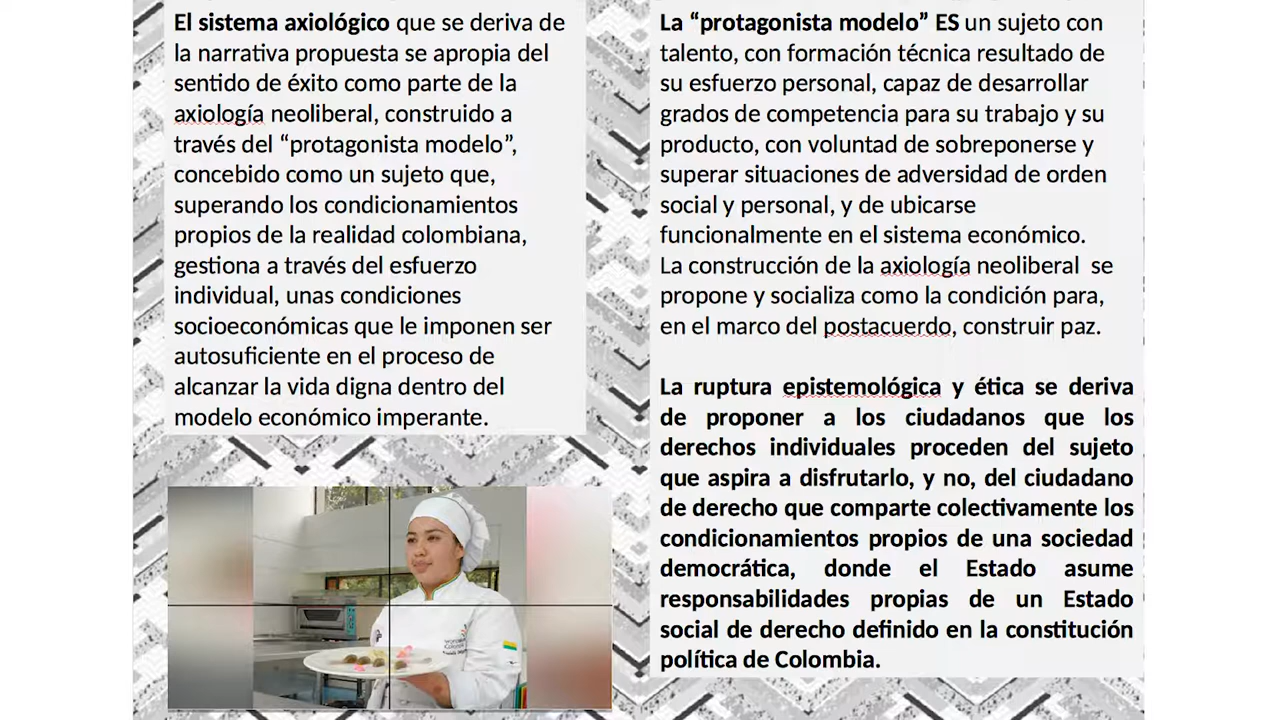 El sistema axiológico que se deriva de
la narrativa propuesta se apropia del
sentido de éxito como parte de la
axiología neoliberal, construido a
través del “protagonista modelo”,
concebido como un sujeto que,
superando los condicionamientos
propios de la realidad colombiana,
gestiona a través del esfuerzo
individual, unas condiciones
socioeconómicas que le imponen ser
autosuficiente en el proceso de
alcanzar la vida digna dentro del
modelo económico imperante.
La “protagonista modelo” ES un sujeto con
talento, con formación técnica resultado de
su esfuerzo personal, capaz de desarrollar
grados de competencia para su trabajo y su
producto, con voluntad de sobreponerse y
superar situaciones de adversidad de orden
social y personal, y de ubicarse
funcionalmente en el sistema económico.
La construcción de la axiología neoliberal se
propone y socializa como la condición para,
en el marco del postacuerdo, construir paz.
La ruptura epistemológica y ética se deriva
de proponer a los ciudadanos que los
derechos individuales proceden del sujeto
que aspira a disfrutarlo, y no, del ciudadano
de derecho que comparte colectivamente los
condicionamientos propios de una sociedad
democrática, donde el Estado asume
responsabilidades propias de un Estado
social de derecho definido en la constitución
política de Colombia.